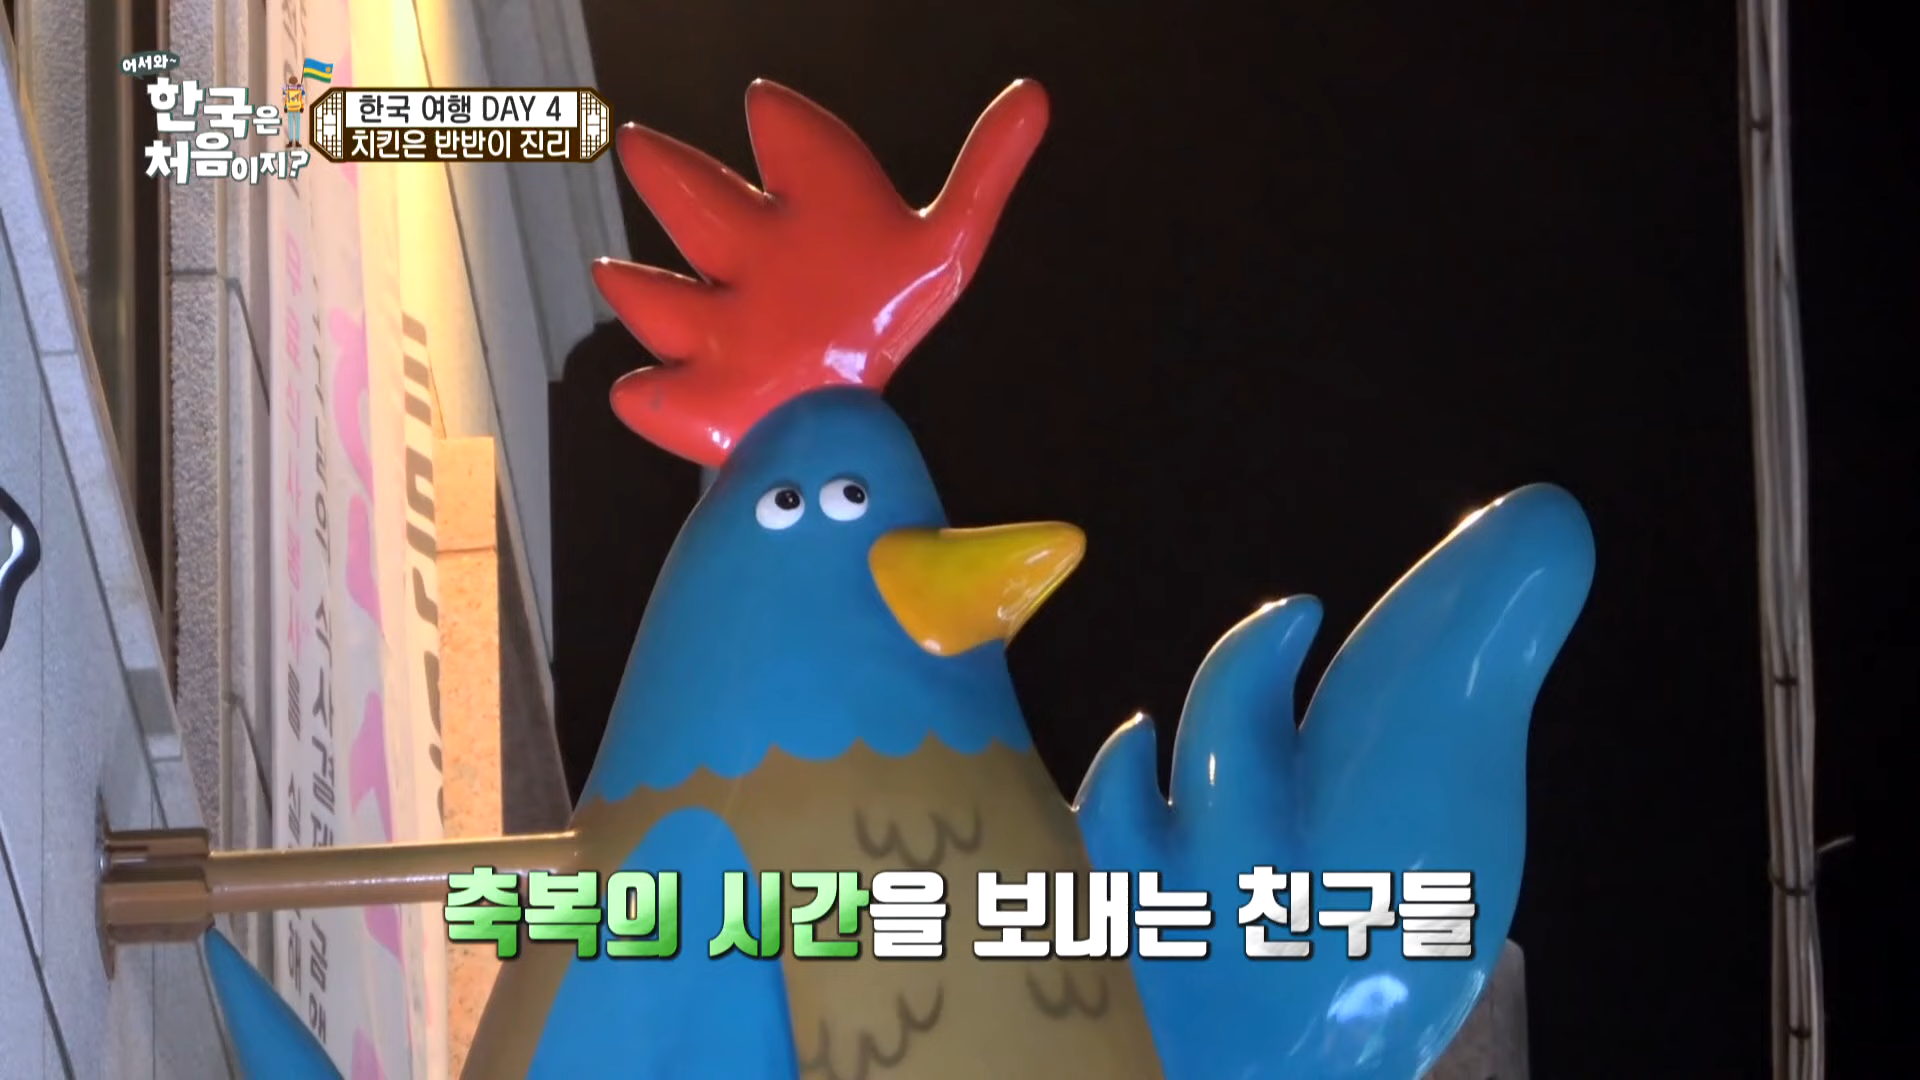 어서와~
한국은
처음이지?
한국 여행 DAY 4
치킨은 반반이 진리
축복의 시간을 보내는 친구들